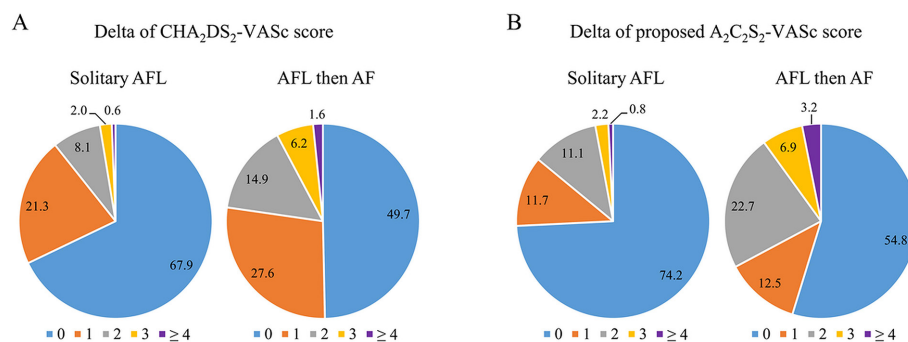 A
Delta of CHA₂DS₂-VASc score
Solitary AFL
AFL then AF
2.0
0.6
8.1
21.3
67.9
1.6
6.2
14.9
27.6
49.7
0 1 2 3 ≥ 4
0 1 2 3 ≥ 4
B
Delta of proposed A₂C₂S₂-VASc score
Solitary AFL
AFL then AF
2.2
0.8
11.1
11.7
74.2
3.2
6.9
22.7
12.5
54.8
0 1 2 3 ≥ 4
0 1 2 3 ≥ 4